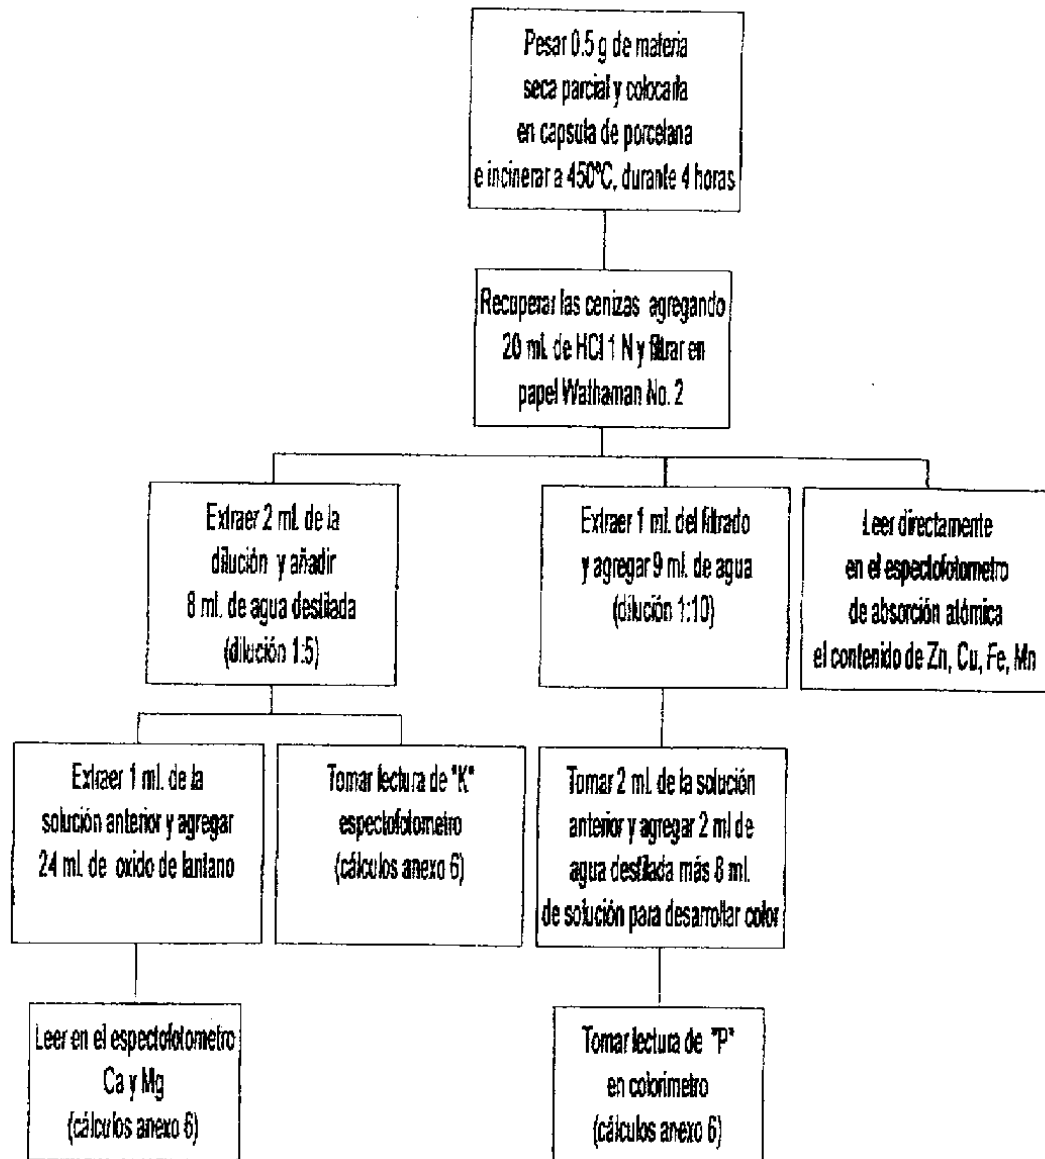 Pesar 0.5 g de materia
seca parcial y colocarla
en capsula de porcelana
e incinerar a 450°C, durante 4 horas
Recuperar las cenizas agregando
20 ml. de HCl 1 N y filtrar en
papel Wathaman No. 2
Extraer 2 ml. de la
dilución y añadir
8 ml. de agua destilada
(dilución 1:5)
Extraer 1 ml. del filtrado
y agregar 9 ml. de agua
(dilución 1:10)
Leer directamente
en el espectofotometro
de absorción atómica
el contenido de Zn, Cu, Fe, Mn
Extraer 1 ml. de la
solución anterior y agregar
24 ml. de oxido de lantano
Tomar lectura de "K"
espectofotometro
(cálculos anexo 6)
Tomar 2 ml. de la solución
anterior y agregar 2 ml de
agua destilada más 8 ml.
de solución para desarrollar color
Leer en el espectofotometro
Ca y Mg
(cálculos anexo 6)
Tomar lectura de "P"
en colorimetro
(cálculos anexo 6)